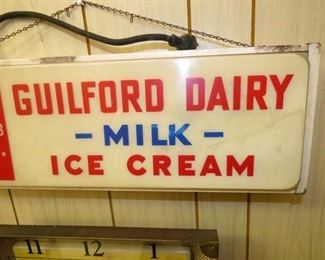 GUILFORD DAIRY
- MILK -
ICE CREAM
11 12 1